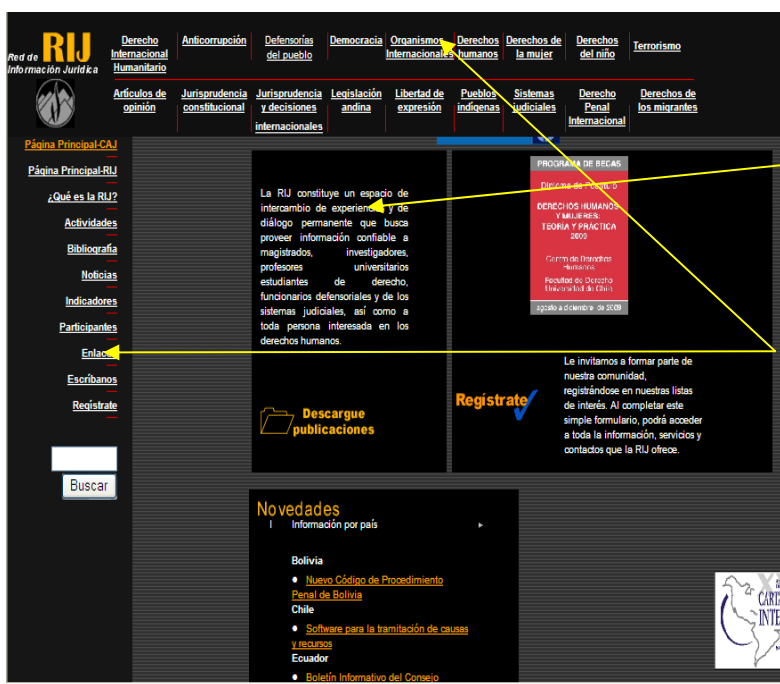 Red de RIJ
Información Jurídica
Derecho Internacional Humanitario
Anticorrupción
Defensorías del pueblo
Democracia
Organismos Internacionales
Derechos humanos
Derechos de la mujer
Derechos del niño
Terrorismo
Artículos de opinión
Jurisprudencia constitucional
Jurisprudencia y decisiones internacionales
Legislación andina
Libertad de expresión
Pueblos indígenas
Sistemas judiciales
Derecho Penal Internacional
Derechos de los migrantes
Página Principal-CAJ
Página Principal-RIJ
¿Qué es la RIJ?
Actividades
Bibliografía
Noticias
Indicadores
Participantes
Enlaces
Escríbanos
Regístrate
Buscar
La RIJ constituye un espacio de
intercambio de experiencias y de
diálogo permanente que busca
proveer información confiable a
magistrados, investigadores,
profesores universitarios
estudiantes de derecho,
funcionarios defensoriales y de los
sistemas judiciales, así como a
toda persona interesada en los
derechos humanos.
Descargue
publicaciones
PROGRAMA DE BECAS
Diploma de Postítulo
DERECHOS HUMANOS
Y MUJERES:
TEORÍA Y PRÁCTICA
2009
Centro de Derechos
Humanos
Facultad de Derecho
Universidad de Chile
agosto a diciembre de 2009
Regístrate
Le invitamos a formar parte de
nuestra comunidad,
registrándose en nuestras listas
de interés. Al completar este
simple formulario, podrá acceder
a toda la información, servicios y
contactos que la RIJ ofrece.
Novedades
Información por país
Bolivia
Nuevo Código de Procedimiento
Penal de Bolivia
Chile
Software para la tramitación de causas
y recursos
Ecuador
Boletín Informativo del Consejo